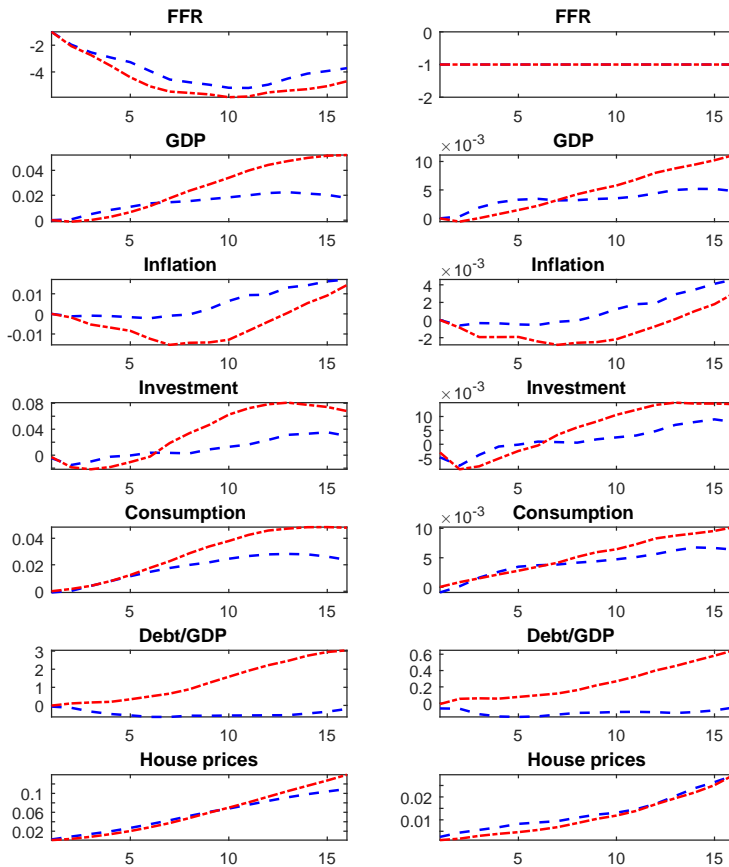 FFR
-2
-4
5 10 15
FFR
0
-1
-2
5 10 15
GDP
0.04
0.02
0
5 10 15
GDP
×10⁻³
10
5
0
5 10 15
Inflation
0.01
-0.01
5 10 15
Inflation
×10⁻³
4
2
0
-2
5 10 15
Investment
0.08
0.04
0
5 10 15
Investment
×10⁻³
10
5
0
-5
5 10 15
Consumption
0.04
0.02
0
5 10 15
Consumption
×10⁻³
10
5
0
5 10 15
Debt/GDP
3
2
1
0
5 10 15
Debt/GDP
0.6
0.4
0.2
0
5 10 15
House prices
0.1
0.06
0.02
5 10 15
House prices
0.02
0.01
5 10 15